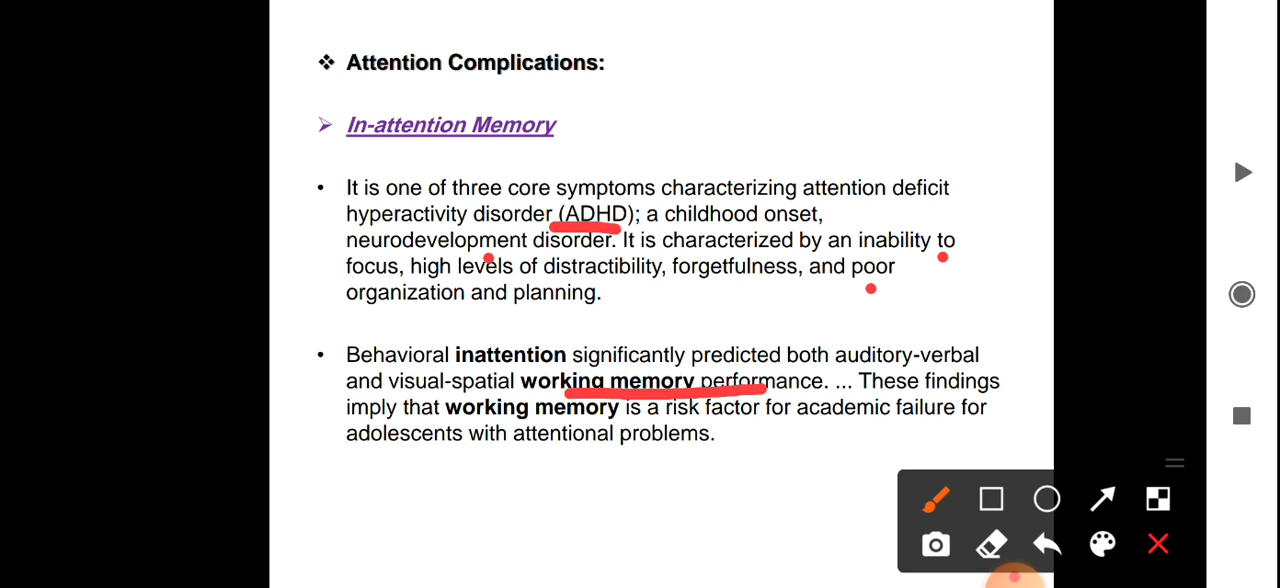 ❖ Attention Complications:
➢ In-attention Memory
• It is one of three core symptoms characterizing attention deficit
hyperactivity disorder (ADHD); a childhood onset,
neurodevelopment disorder. It is characterized by an inability to
focus, high levels of distractibility, forgetfulness, and poor
organization and planning.
• Behavioral inattention significantly predicted both auditory-verbal
and visual-spatial working memory performance. ... These findings
imply that working memory is a risk factor for academic failure for
adolescents with attentional problems.